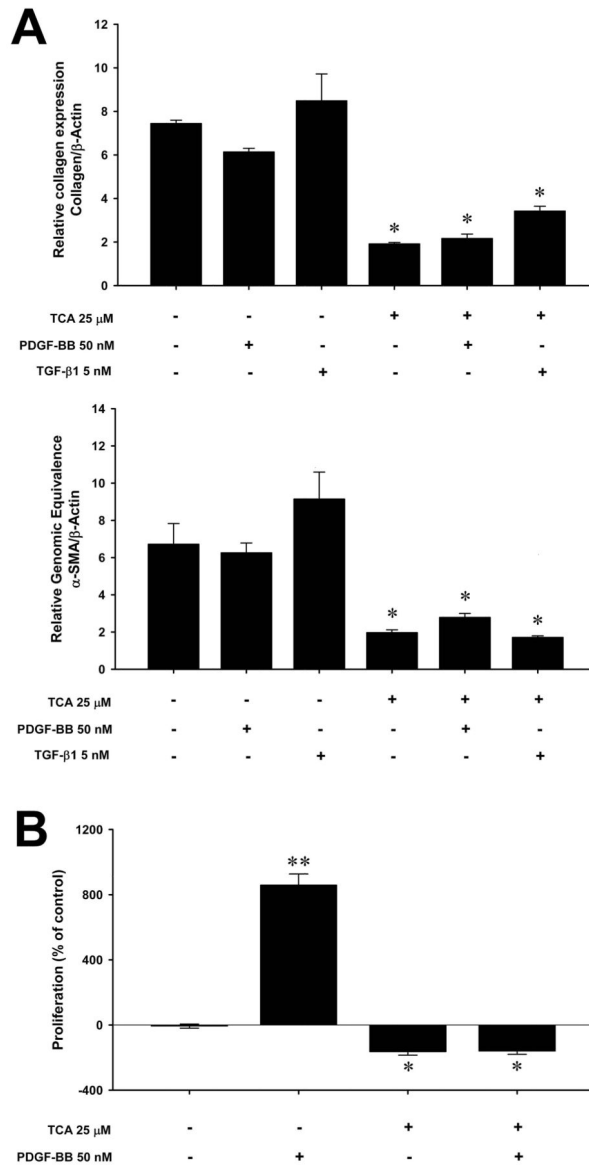 A
12
10
8
6
4
2
0
Relative collagen expression
Collagen/β-Actin
* * *
TCA 25 μM - - - + + +
PDGF-BB 50 nM - + - - + -
TGF-β1 5 nM - - + - - +
14
12
10
8
6
4
2
0
Relative Genomic Equivalence
α-SMA/β-Actin
* * *
TCA 25 μM - - - + + +
PDGF-BB 50 nM - + - - + -
TGF-β1 5 nM - - + - - +
B
1200
800
400
0
-400
Proliferation (% of control)
**
* *
TCA 25 μM - - + +
PDGF-BB 50 nM - + - +